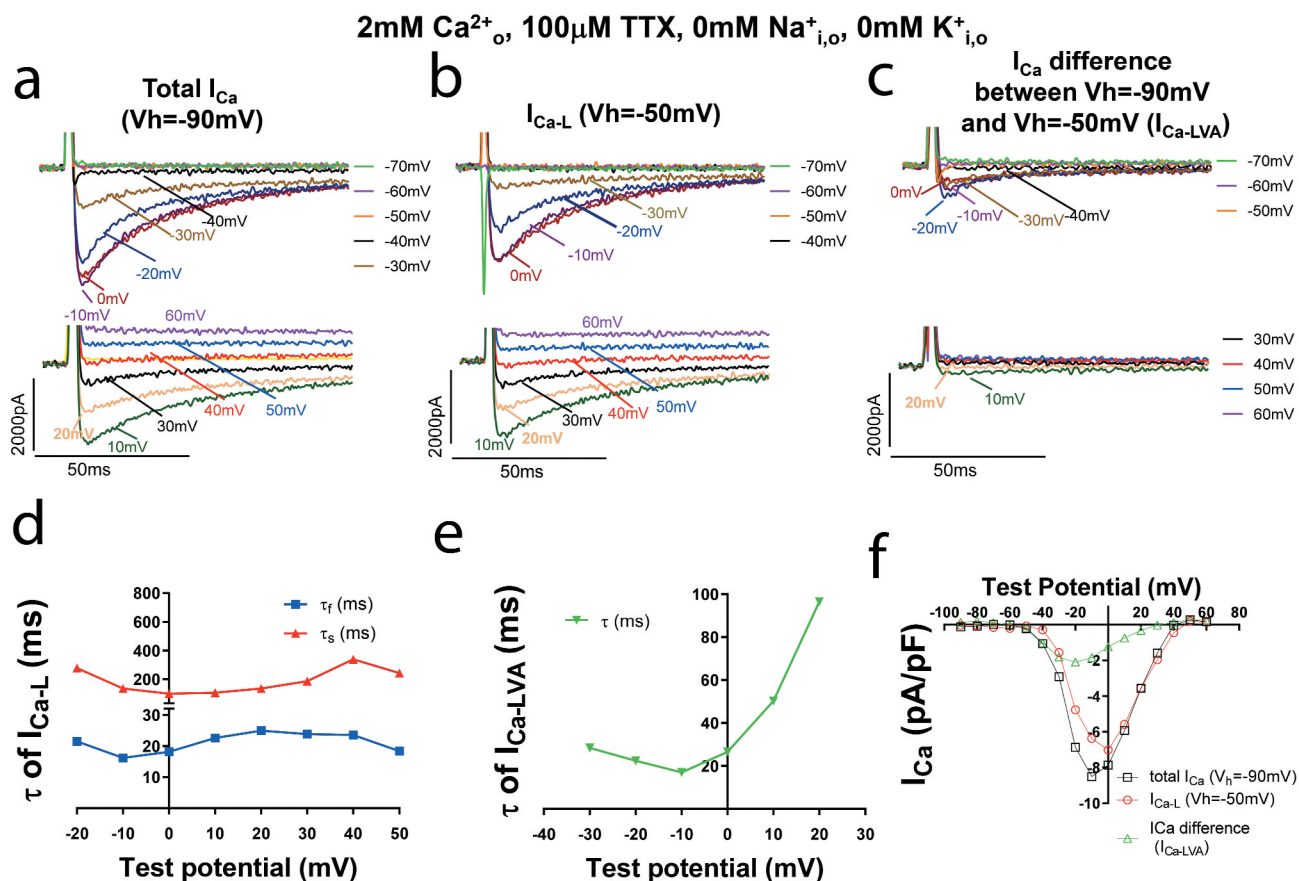 2mM Ca2+o, 100μM TTX, 0mM Na+i,o, 0mM K+i,o
a
Total ICa
(Vh=-90mV)
-70mV
-60mV
-50mV
-40mV
-30mV
-40mV
-30mV
-20mV
0mV
-10mV
60mV
50mV
40mV
30mV
20mV
10mV
2000pA
50ms
b
ICa-L (Vh=-50mV)
-70mV
-60mV
-50mV
-40mV
-30mV
-20mV
-10mV
0mV
60mV
50mV
40mV
30mV
20mV
10mV
2000pA
50ms
c
ICa difference
between Vh=-90mV
and Vh=-50mV (ICa-LVA)
-70mV
-60mV
-50mV
0mV
-10mV
-20mV
-30mV
-40mV
30mV
40mV
50mV
60mV
20mV
10mV
2000pA
50ms
d
τ of ICa-L (ms)
800
600
400
200
30
20
10
τf (ms)
τs (ms)
-20 -10 0 10 20 30 40 50
Test potential (mV)
e
τ of ICa-LVA (ms)
100
80
60
40
20
τ (ms)
-40 -30 -20 -10 0 10 20 30
Test potential (mV)
f
Test Potential (mV)
-100 -80 -60 -40 -20 0 20 40 60 80
ICa (pA/pF)
-2
-4
-6
-8
-10
total ICa (Vh=-90mV)
ICa-L (Vh=-50mV)
ICa difference
(ICa-LVA)